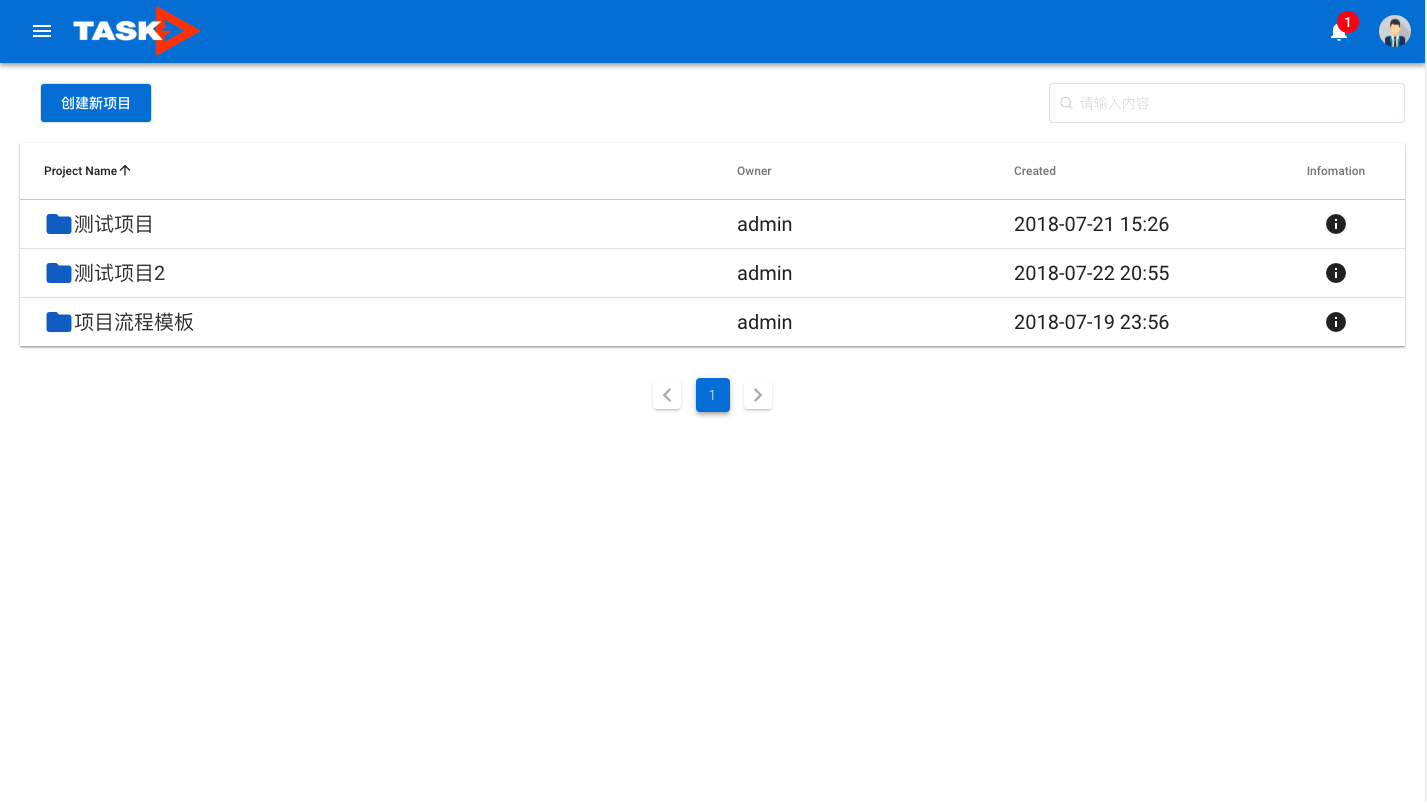 TASK
1
创建新项目
请输入内容
Project Name Owner Created Infomation
测试项目 admin 2018-07-21 15:26
测试项目2 admin 2018-07-22 20:55
项目流程模板 admin 2018-07-19 23:56
1